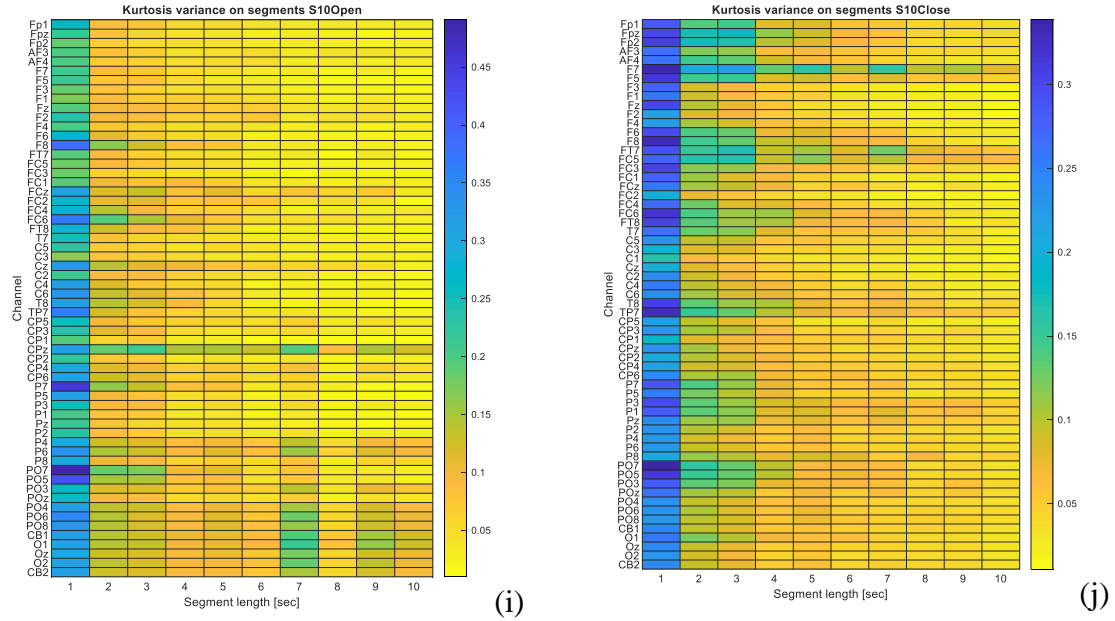 Kurtosis variance on segments S10Open
Channel
Fp1
Fpz
Fp2
AF3
AF4
F7
F5
F3
F1
Fz
F2
F4
F6
F8
FT7
FC5
FC3
FC1
FCz
FC2
FC4
FC6
FT8
T7
C5
C3
Cz
C2
C4
C6
T8
TP7
CP5
CP3
CP1
CPz
CP2
CP4
CP6
P7
P5
P3
P1
Pz
P2
P4
P6
P8
PO7
PO5
PO3
POz
PO4
PO6
PO8
CB1
O1
Oz
O2
CB2
1 2 3 4 5 6 7 8 9 10
Segment length [sec]
0.45
0.4
0.35
0.3
0.25
0.2
0.15
0.1
0.05
(i)
Kurtosis variance on segments S10Close
Channel
Fp1
Fpz
Fp2
AF3
AF4
F7
F5
F3
F1
Fz
F2
F4
F6
F8
FT7
FC5
FC3
FC1
FCz
FC2
FC4
FC6
FT8
T7
C5
C3
C1
Cz
C2
C4
C6
T8
TP7
CP5
CP3
CP1
CPz
CP2
CP4
CP6
P7
P5
P3
P1
Pz
P2
P4
P6
P8
PO7
PO5
PO3
POz
PO4
PO6
PO8
CB1
O1
Oz
O2
CB2
1 2 3 4 5 6 7 8 9 10
Segment length [sec]
0.3
0.25
0.2
0.15
0.1
0.05
(j)